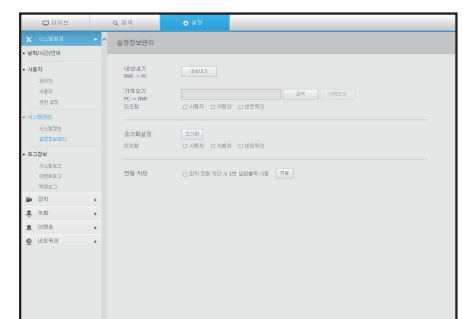 라이브
검색
설정
시스템환경
날짜/시간/언어
사용자
관리자
사용자
권한 설정
시스템관리
시스템정보
설정정보관리
로그정보
시스템로그
이벤트로그
백업로그
장치
녹화
이벤트
네트워크
설정정보관리
내보내기
NVR -> PC
내보내기
가져오기
PC -> NVR
검색
가져오기
미포함
사용자
카메라
네트워크
초기화설정
초기화
미포함
사용자
카메라
네트워크
전원 차단
장치 전원 차단 시 1번 알람출력 사용
적용